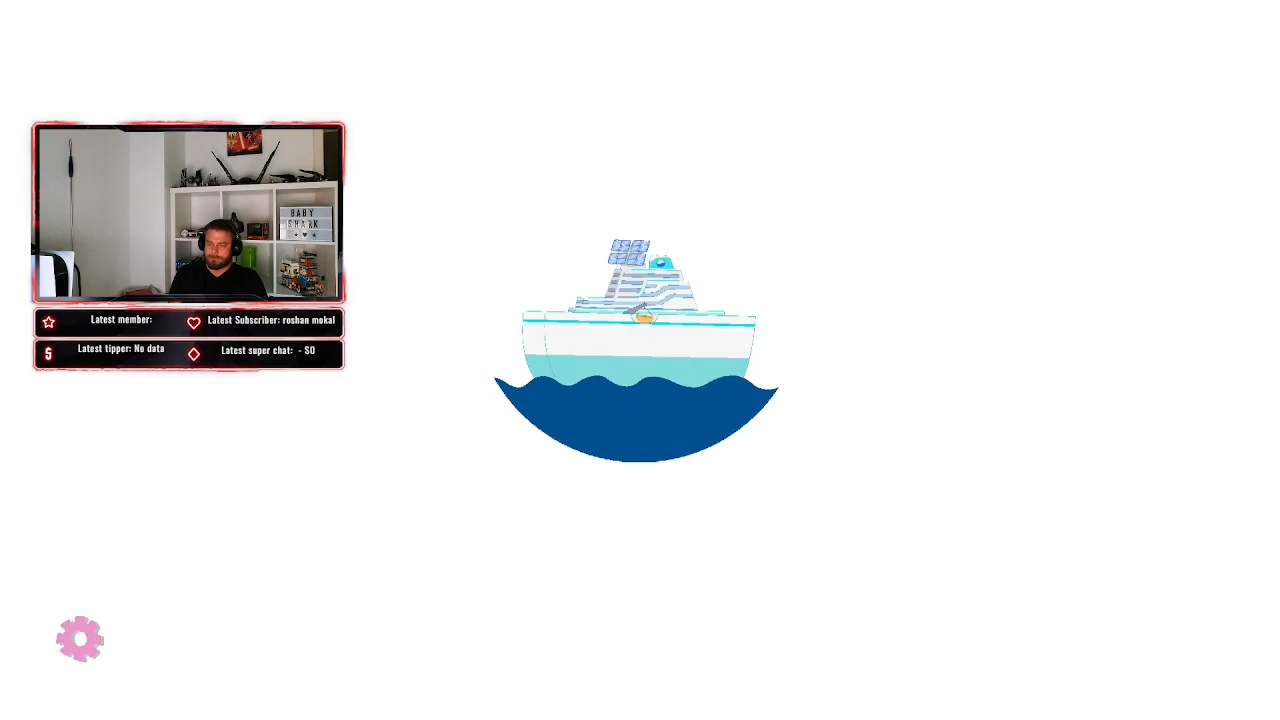 BABY
SHARK
Latest member:
Latest Subscriber: roshan mokal
Latest tipper: No data
Latest super chat: - $0